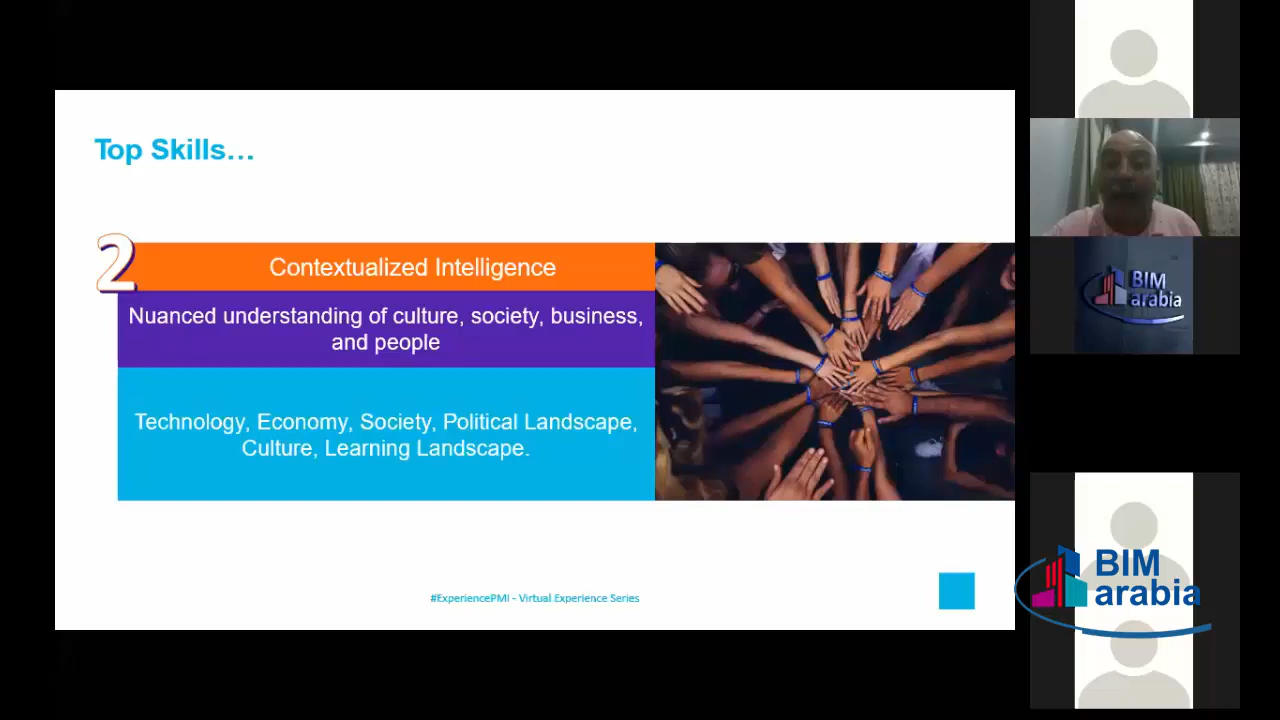 Top Skills…
2
Contextualized Intelligence
Nuanced understanding of culture, society, business,
and people
Technology, Economy, Society, Political Landscape,
Culture, Learning Landscape.
#ExperiencePMI - Virtual Experience Series
BIM
arabia
BIM
arabia